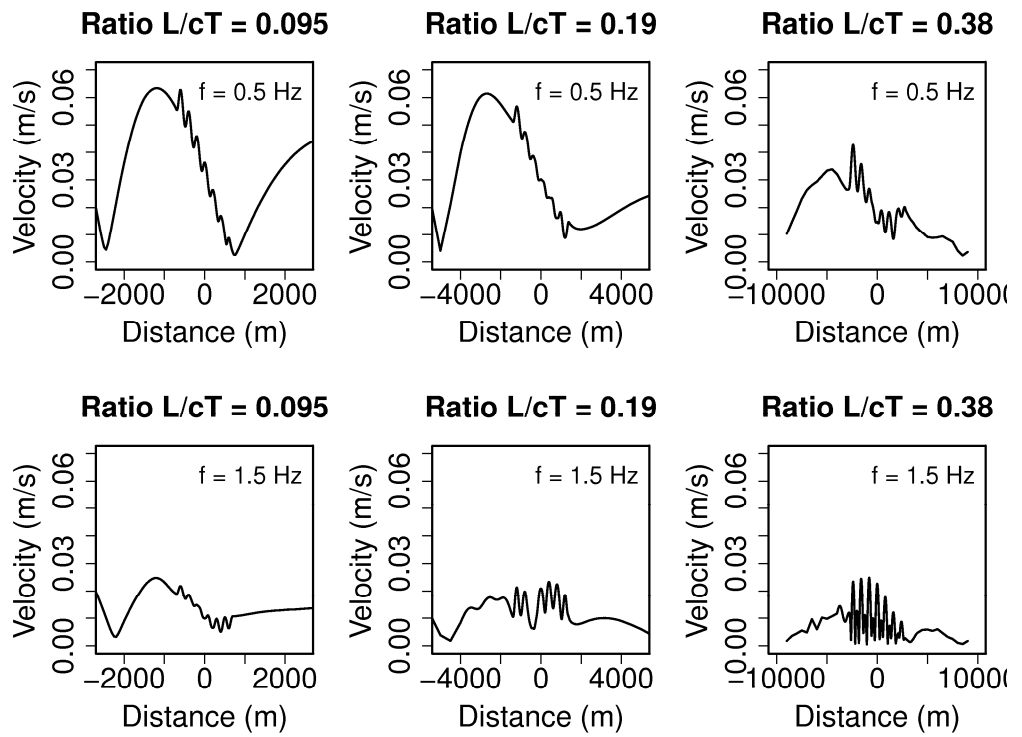 Ratio L/cT = 0.095
Ratio L/cT = 0.19
Ratio L/cT = 0.38
f = 0.5 Hz
f = 0.5 Hz
f = 0.5 Hz
Velocity (m/s)
0.00 0.03 0.06
Velocity (m/s)
0.00 0.03 0.06
Velocity (m/s)
0.00 0.03 0.06
−2000 0 2000
−4000 0 4000
−10000 0 1000
Distance (m)
Distance (m)
Distance (m)
Ratio L/cT = 0.095
Ratio L/cT = 0.19
Ratio L/cT = 0.38
f = 1.5 Hz
f = 1.5 Hz
f = 1.5 Hz
Velocity (m/s)
0.00 0.03 0.06
Velocity (m/s)
0.00 0.03 0.06
Velocity (m/s)
0.00 0.03 0.06
−2000 0 2000
−4000 0 4000
−10000 0 1000
Distance (m)
Distance (m)
Distance (m)